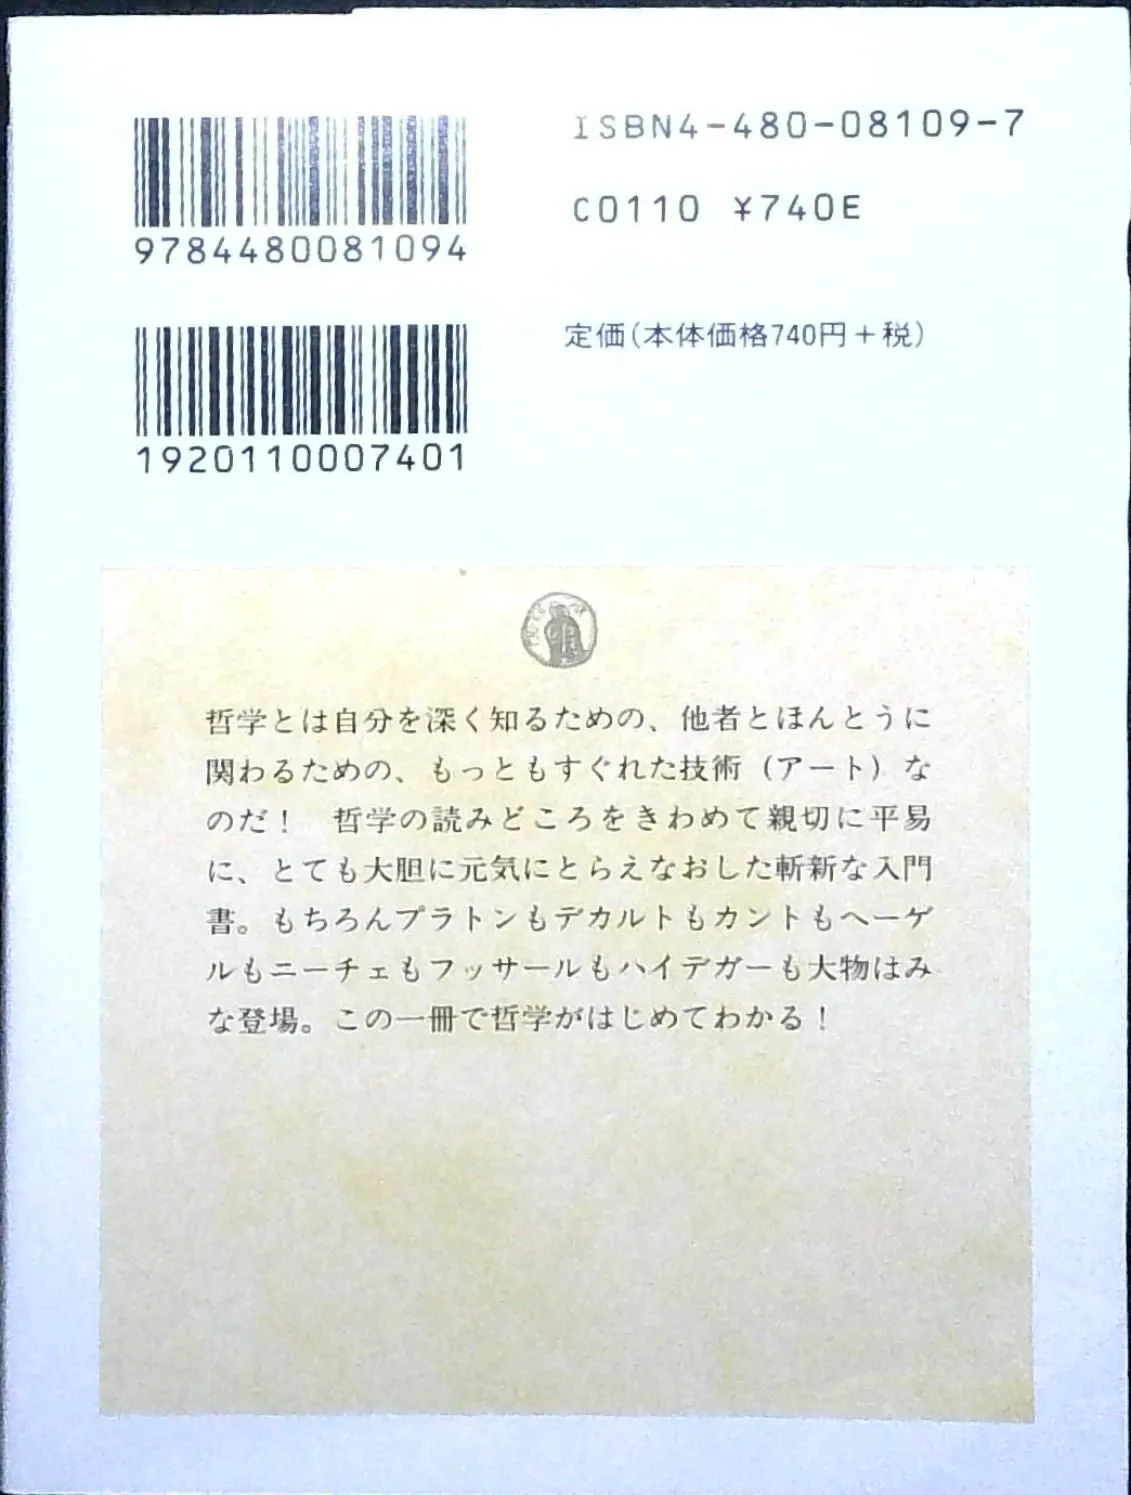 ISBN4-480-08109-7
C0110 ¥740E
9784480081094
定価(本体価格740円+税)
1920110007401
哲学とは自分を深く知るための、他者とほんとうに
関わるための、もっともすぐれた技術（アート）な
のだ！　哲学の読みどころをきわめて親切に平易
に、とても大胆に元気にとらえなおした斬新な入門
書。もちろんプラトンもデカルトもカントもヘーゲ
ルもニーチェもフッサールもハイデガーも大物はみ
な登場。この一冊で哲学がはじめてわかる！